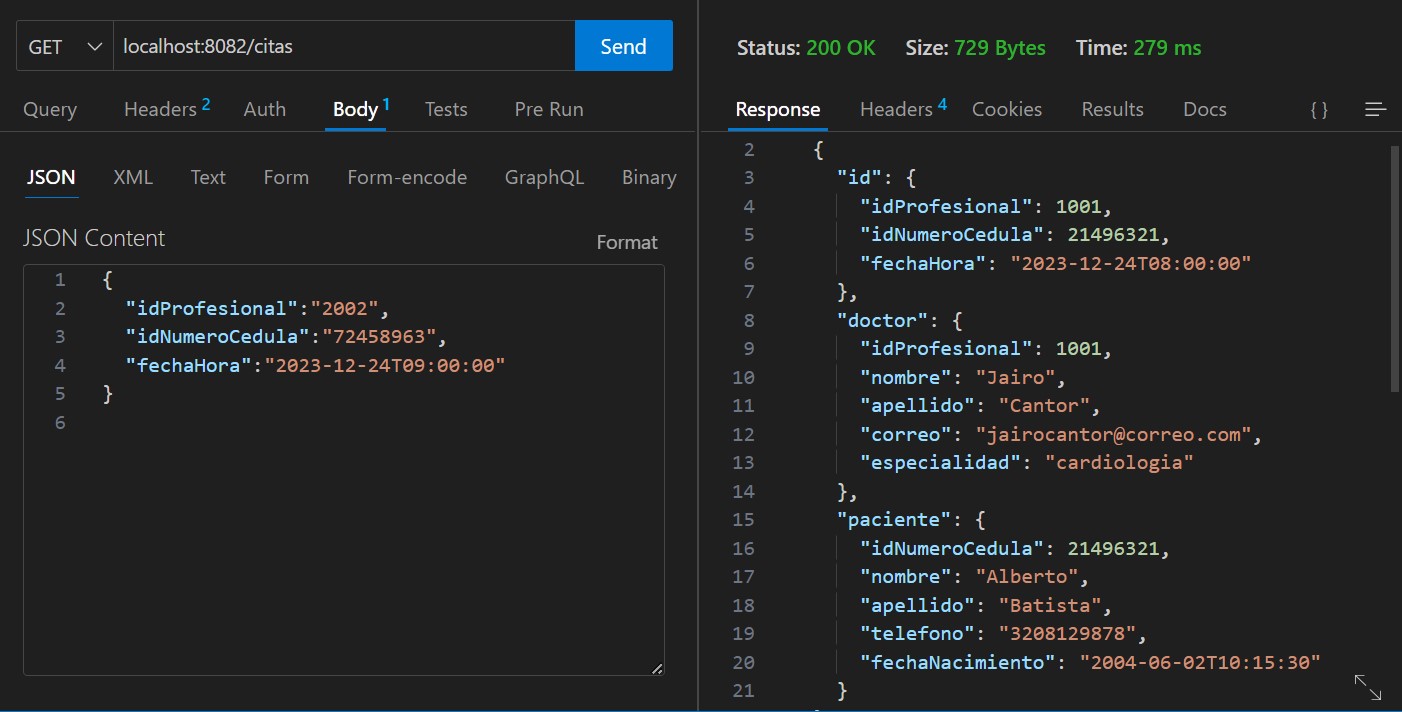 GET localhost:8082/citas Send
Query Headers 2 Auth Body 1 Tests Pre Run
JSON XML Text Form Form-encode GraphQL Binary
JSON Content Format
1 {
2 "idProfesional":"2002",
3 "idNumeroCedula":"72458963",
4 "fechaHora":"2023-12-24T09:00:00"
5 }
6
Status: 200 OK Size: 729 Bytes Time: 279 ms
Response Headers 4 Cookies Results Docs { }
2 {
3 "id": {
4 "idProfesional": 1001,
5 "idNumeroCedula": 21496321,
6 "fechaHora": "2023-12-24T08:00:00"
7 },
8 "doctor": {
9 "idProfesional": 1001,
10 "nombre": "Jairo",
11 "apellido": "Cantor",
12 "correo": "jairocantor@correo.com",
13 "especialidad": "cardiologia"
14 },
15 "paciente": {
16 "idNumeroCedula": 21496321,
17 "nombre": "Alberto",
18 "apellido": "Batista",
19 "telefono": "3208129878",
20 "fechaNacimiento": "2004-06-02T10:15:30"
21 }